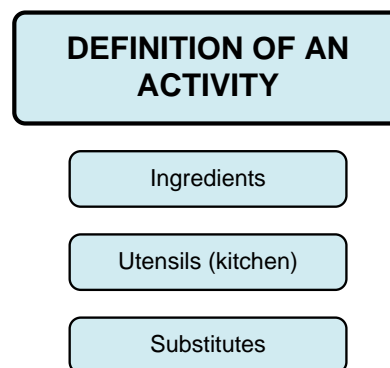 DEFINITION OF AN
ACTIVITY
Ingredients
Utensils (kitchen)
Substitutes